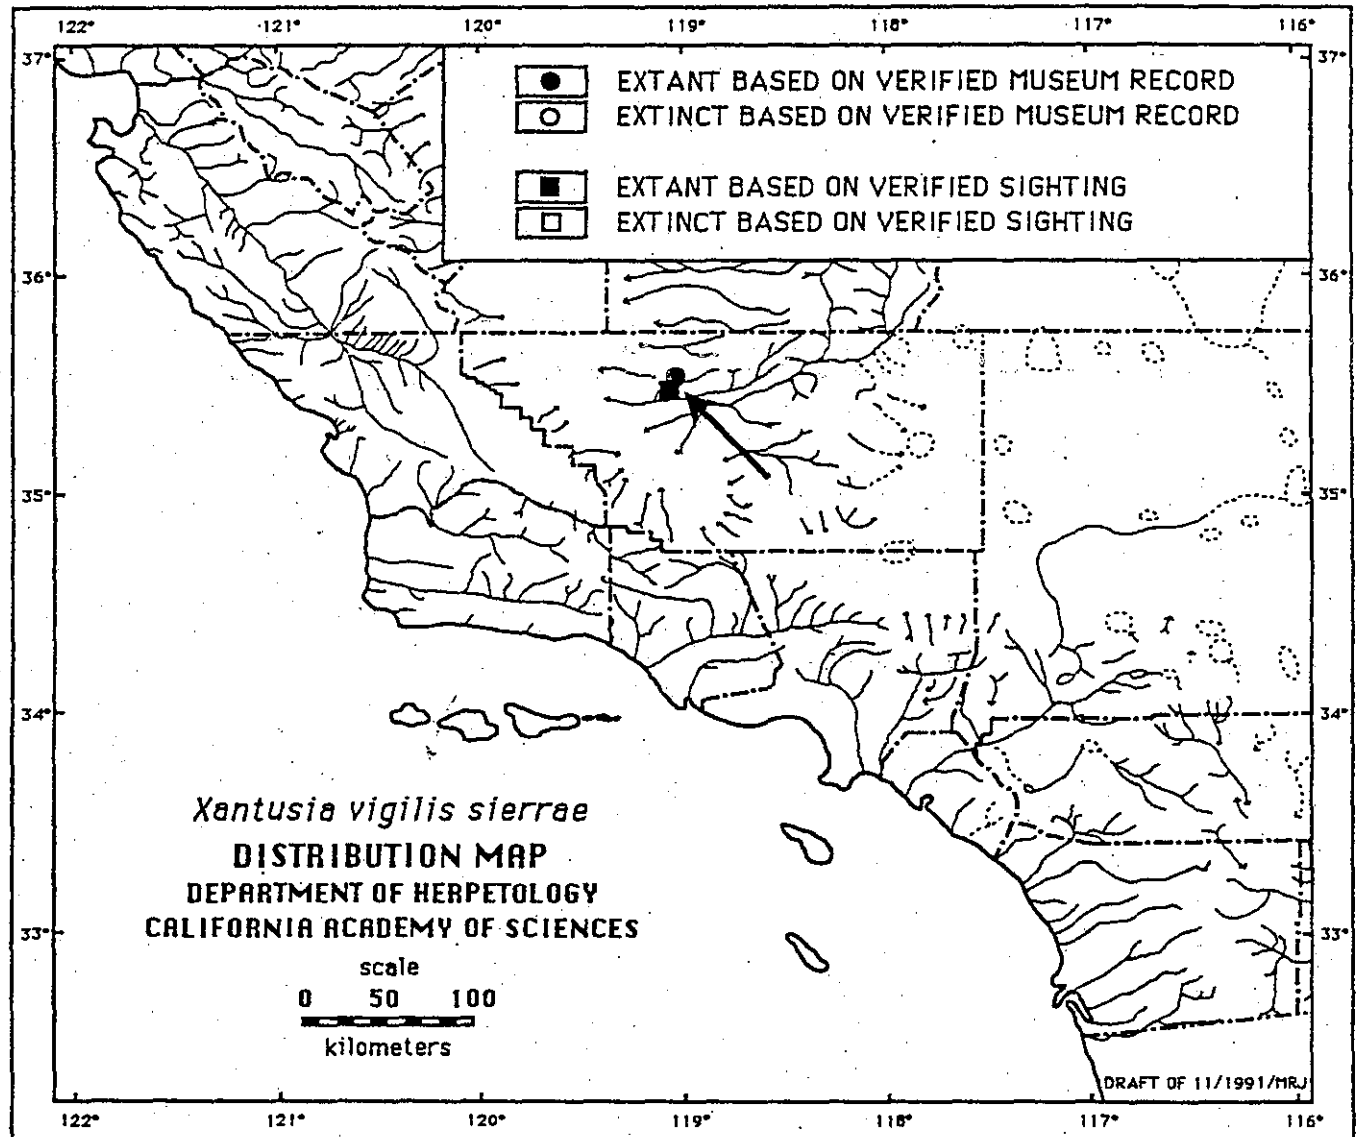 122° 121° 120° 119° 118° 117° 116°
37° 37°
EXTANT BASED ON VERIFIED MUSEUM RECORD
EXTINCT BASED ON VERIFIED MUSEUM RECORD
EXTANT BASED ON VERIFIED SIGHTING
EXTINCT BASED ON VERIFIED SIGHTING
36° 36°
35° 35°
34° 34°
Xantusia vigilis sierrae
DISTRIBUTION MAP
DEPARTMENT OF HERPETOLOGY
CALIFORNIA ACADEMY OF SCIENCES
33° 33°
scale
0 50 100
kilometers
DRAFT OF 11/1991/MRJ
122° 121° 120° 119° 118° 117° 116°